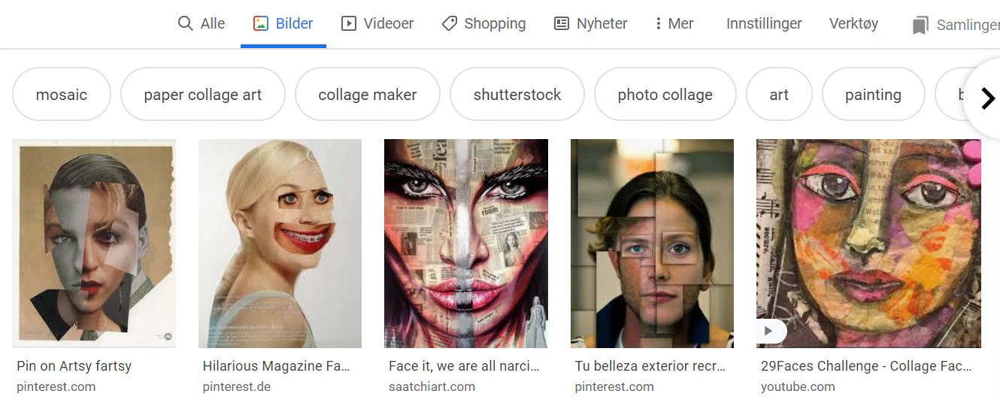 Alle
Bilder
Videoer
Shopping
Nyheter
Mer
Innstillinger
Verktøy
Samlinger
mosaic
paper collage art
collage maker
shutterstock
photo collage
art
painting
fea
room
Pin on Artsy fartsy
Hilarious Magazine Fa...
Face it, we are all narci...
Tu belleza exterior recr...
29Faces Challenge - Collage Fac...
pinterest.com
pinterest.de
saatchiart.com
pinterest.com
youtube.com